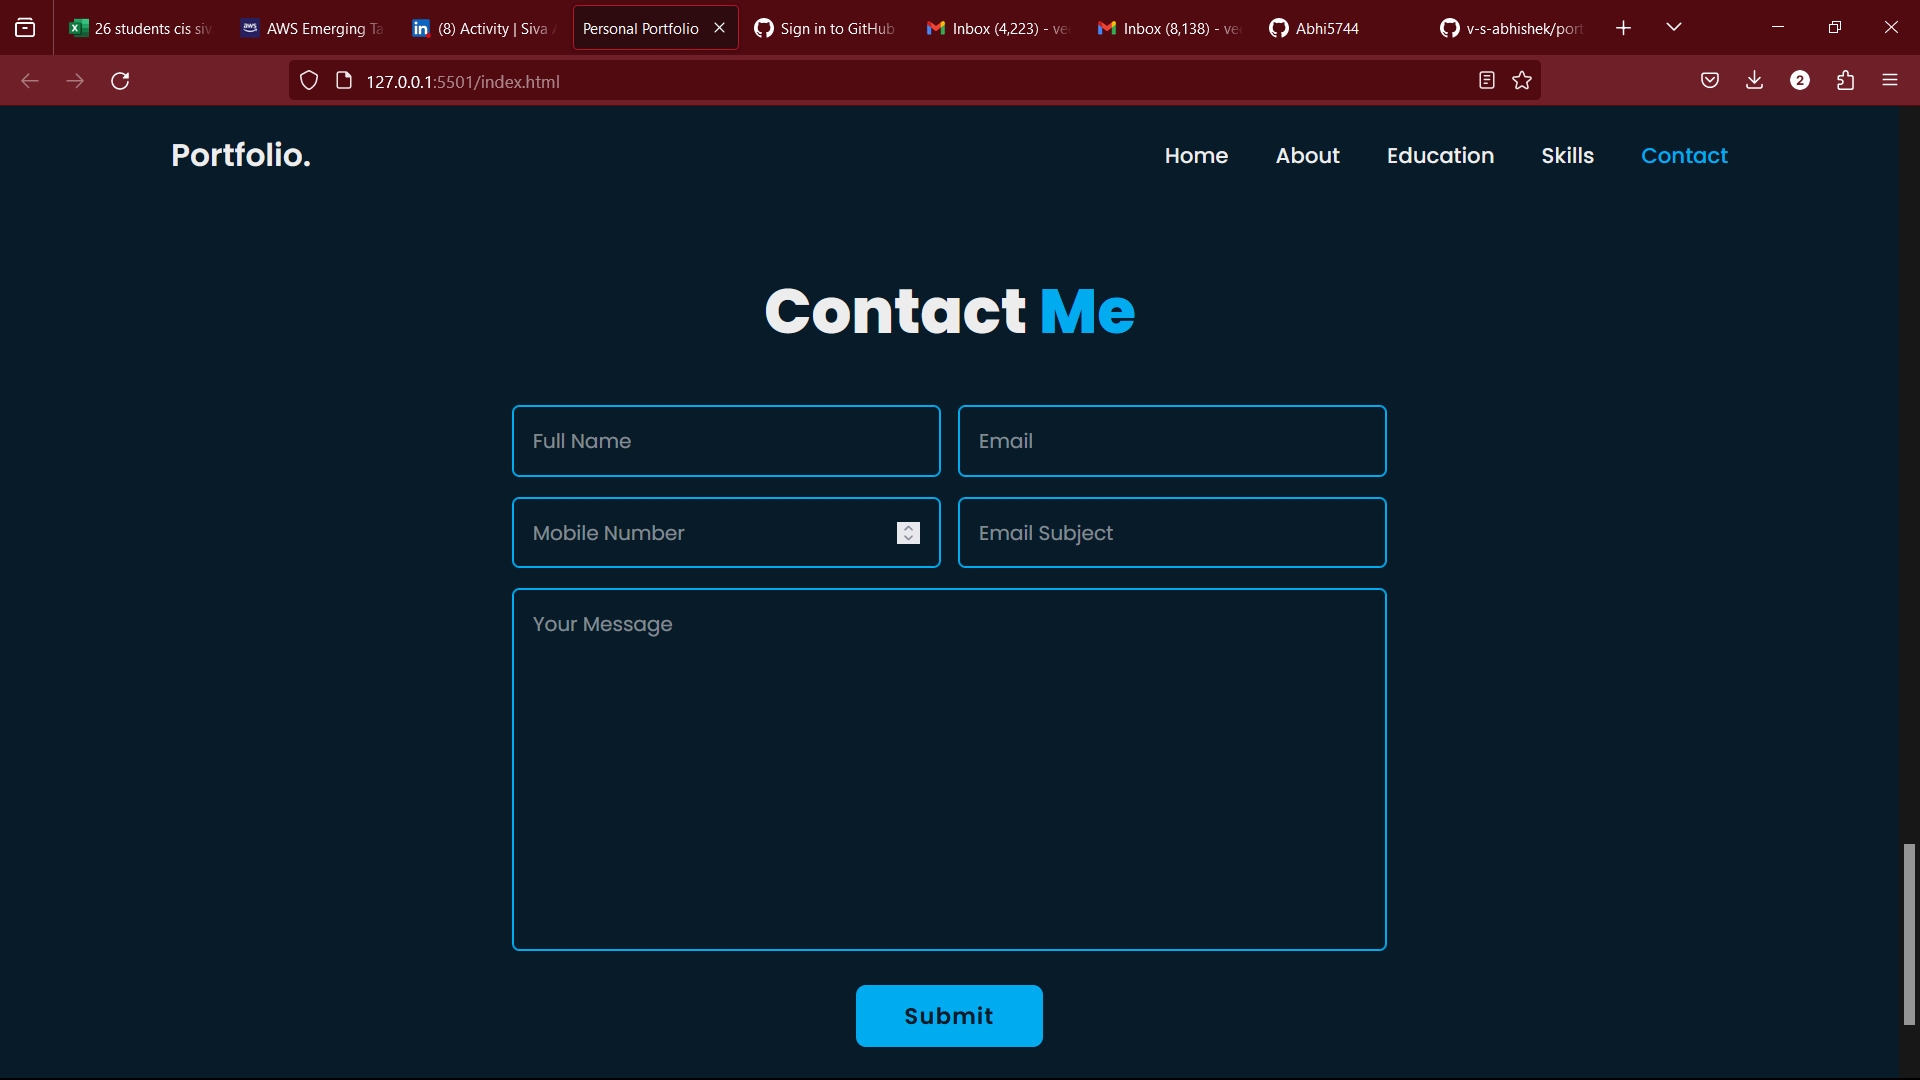 26 students cis siv
AWS Emerging Ta
(8) Activity | Siva
Personal Portfolio
Sign in to GitHub
Inbox (4,223) - ve
Inbox (8,138) - ve
Abhi5744
v-s-abhishek/port
127.0.0.1:5501/index.html
2
Portfolio.
Home
About
Education
Skills
Contact
Contact Me
Full Name
Email
Mobile Number
Email Subject
Your Message
Submit